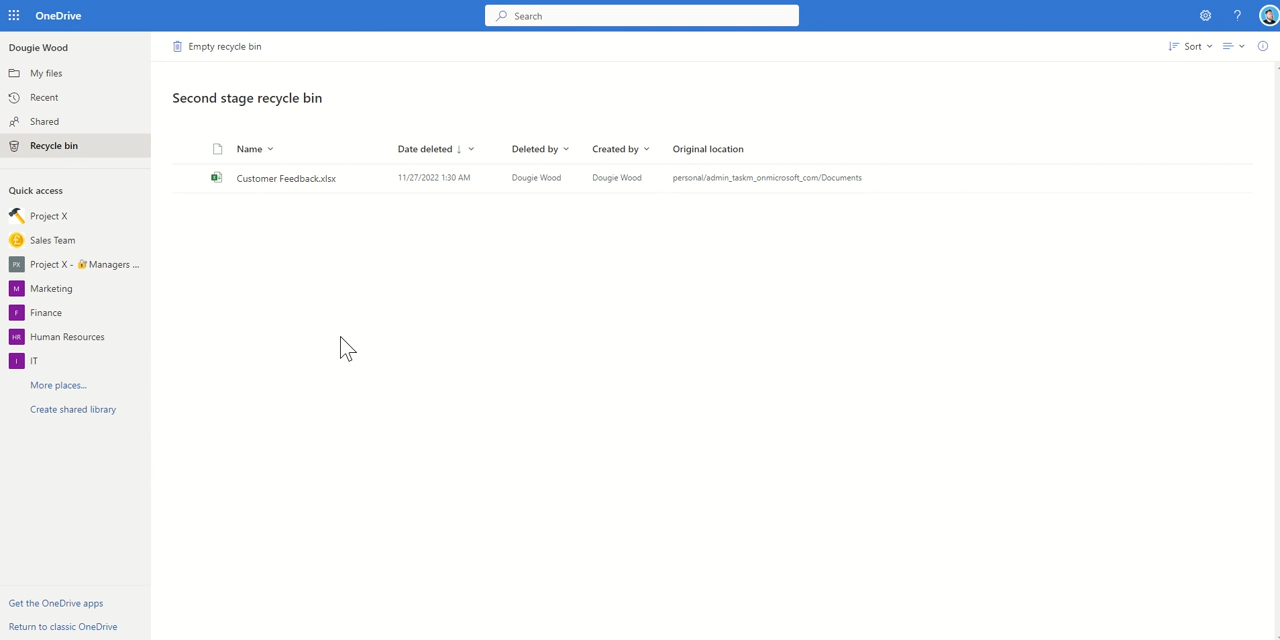 OneDrive
Search
?
Dougie Wood
My files
Recent
Shared
Recycle bin
Quick access
Project X
Sales Team
PX Project X - 🔐 Managers ...
M Marketing
F Finance
HR Human Resources
I IT
More places...
Create shared library
Get the OneDrive apps
Return to classic OneDrive
Empty recycle bin
Sort
Second stage recycle bin
Name Date deleted ↓ Deleted by Created by Original location
Customer Feedback.xlsx 11/27/2022 1:30 AM Dougie Wood Dougie Wood personal/admin_taskm_onmicrosoft_com/Documents